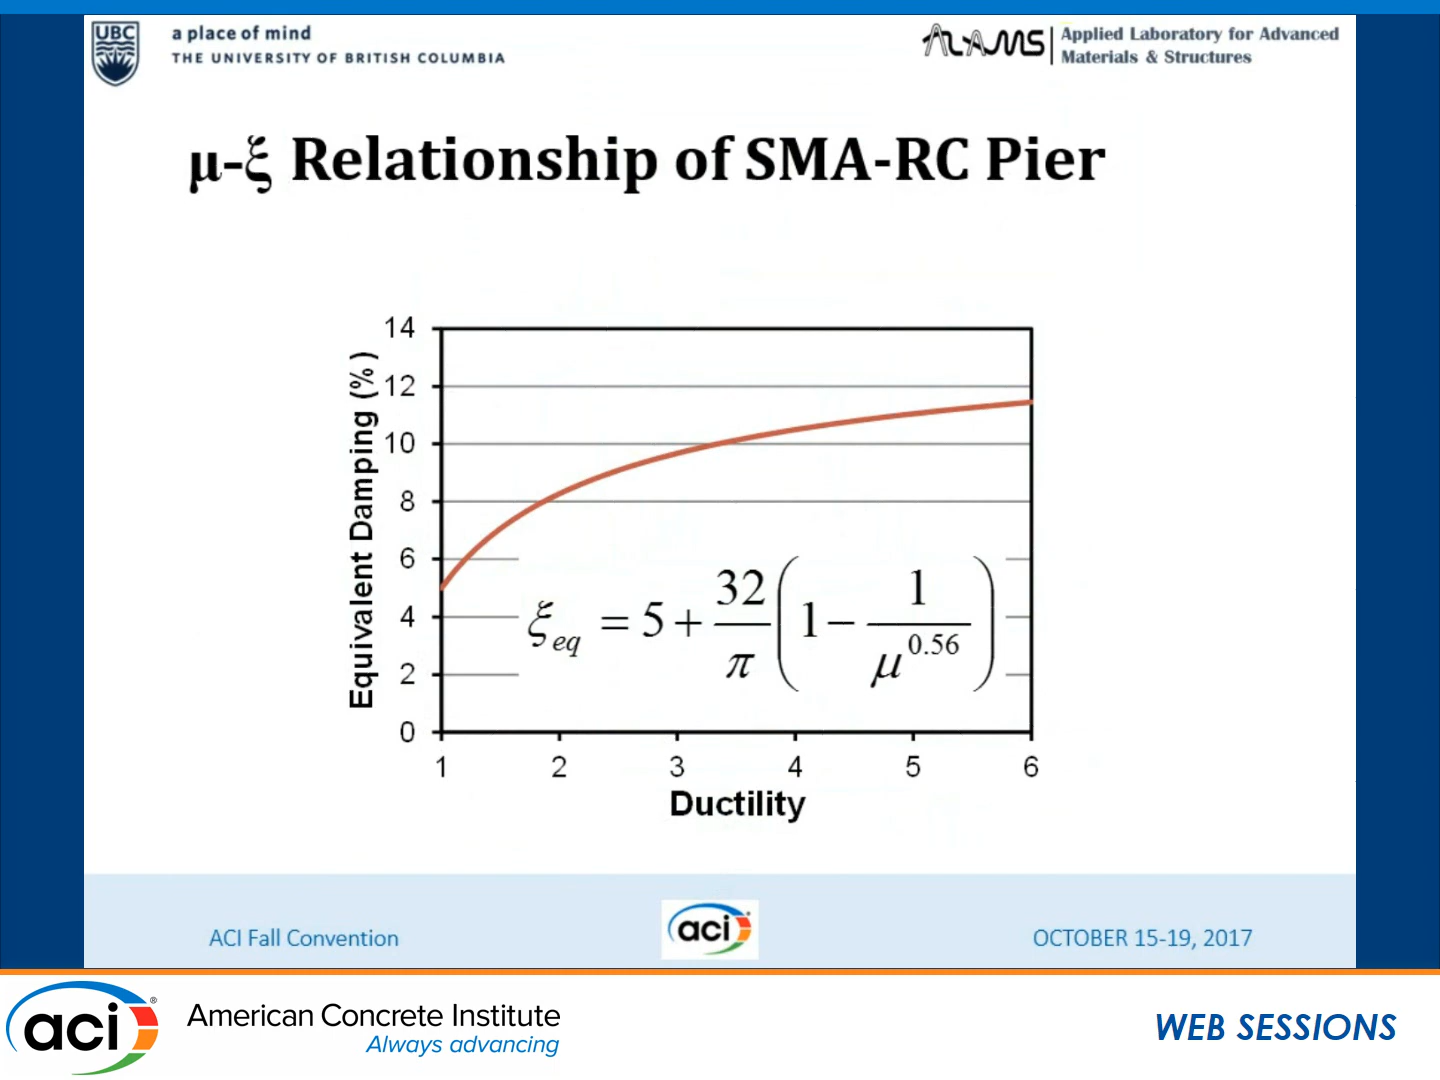 UBC
a place of mind
THE UNIVERSITY OF BRITISH COLUMBIA
ALAMS
Applied Laboratory for Advanced
Materials & Structures
μ-ξ Relationship of SMA-RC Pier
14
12
10
8
6
4
2
0
Equivalent Damping (%)
ξeq = 5 + 32/π (1 − 1/μ^0.56)
1 2 3 4 5 6
Ductility
ACI Fall Convention
aci
OCTOBER 15-19, 2017
aci®
American Concrete Institute
Always advancing
WEB SESSIONS